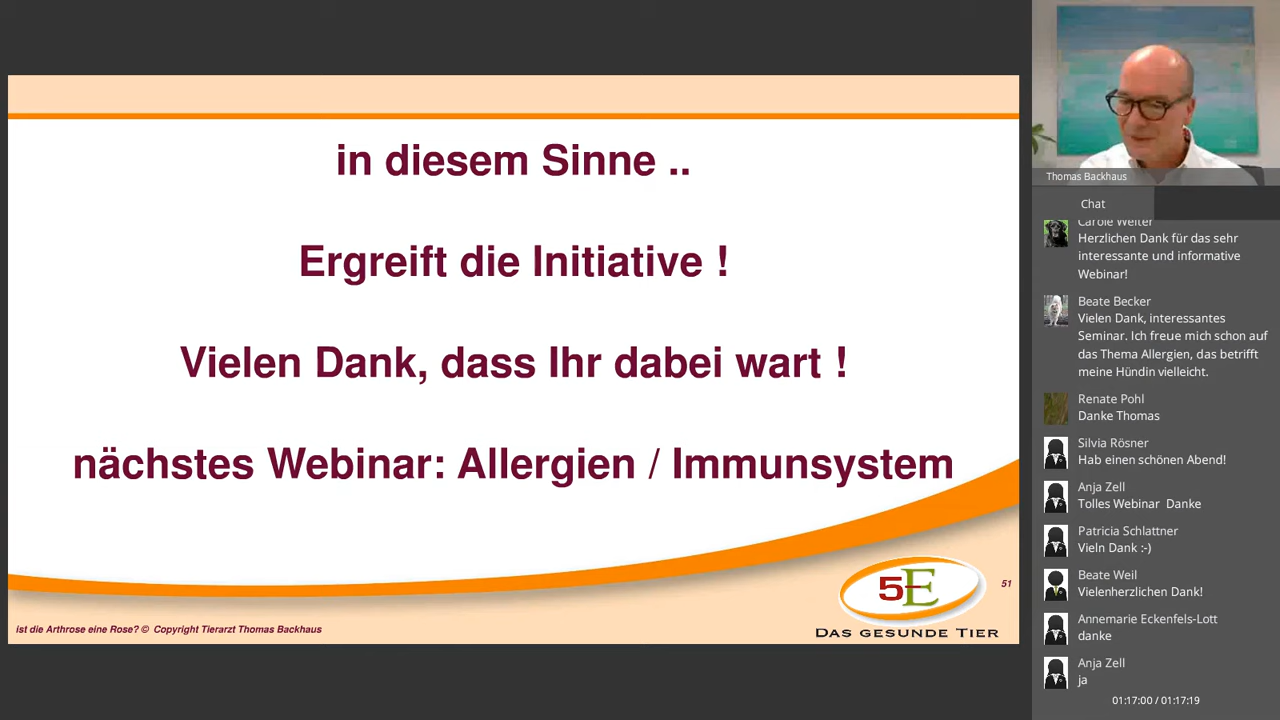 in diesem Sinne ..
Ergreift die Initiative !
Vielen Dank, dass Ihr dabei wart !
nächstes Webinar: Allergien / Immunsystem
5E
51
DAS GESUNDE TIER
ist die Arthrose eine Rose? © Copyright Tierarzt Thomas Backhaus
Thomas Backhaus
Chat
Carole Welter
Herzlichen Dank für das sehr
interessante und informative
Webinar!
Beate Becker
Vielen Dank, interessantes
Seminar. Ich freue mich schon auf
das Thema Allergien, das betrifft
meine Hündin vielleicht.
Renate Pohl
Danke Thomas
Silvia Rösner
Hab einen schönen Abend!
Anja Zell
Tolles Webinar Danke
Patricia Schlattner
Vieln Dank :-)
Beate Weil
Vielenherzlichen Dank!
Annemarie Eckenfels-Lott
danke
Anja Zell
ja
01:17:00 / 01:17:19